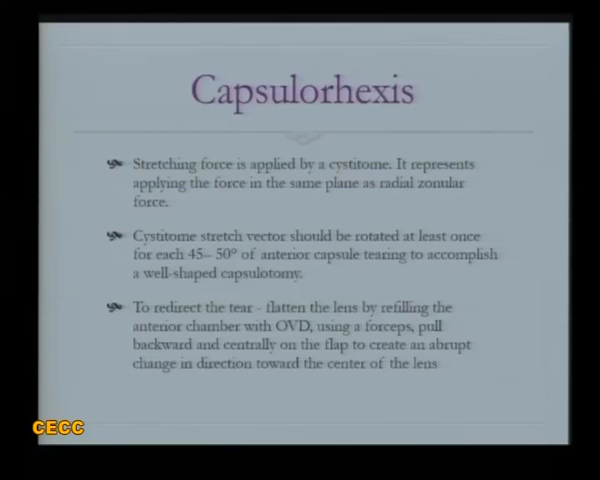 Capsulorhexis
Stretching force is applied by a cystitome. It represents
applying the force in the same plane as radial zonular
force.
Cystitome stretch vector should be rotated at least once
for each 45– 50° of anterior capsule tearing to accomplish
a well-shaped capsulotomy.
To redirect the tear - flatten the lens by refilling the
anterior chamber with OVD, using a forceps, pull
backward and centrally on the flap to create an abrupt
change in direction toward the center of the lens
CECC